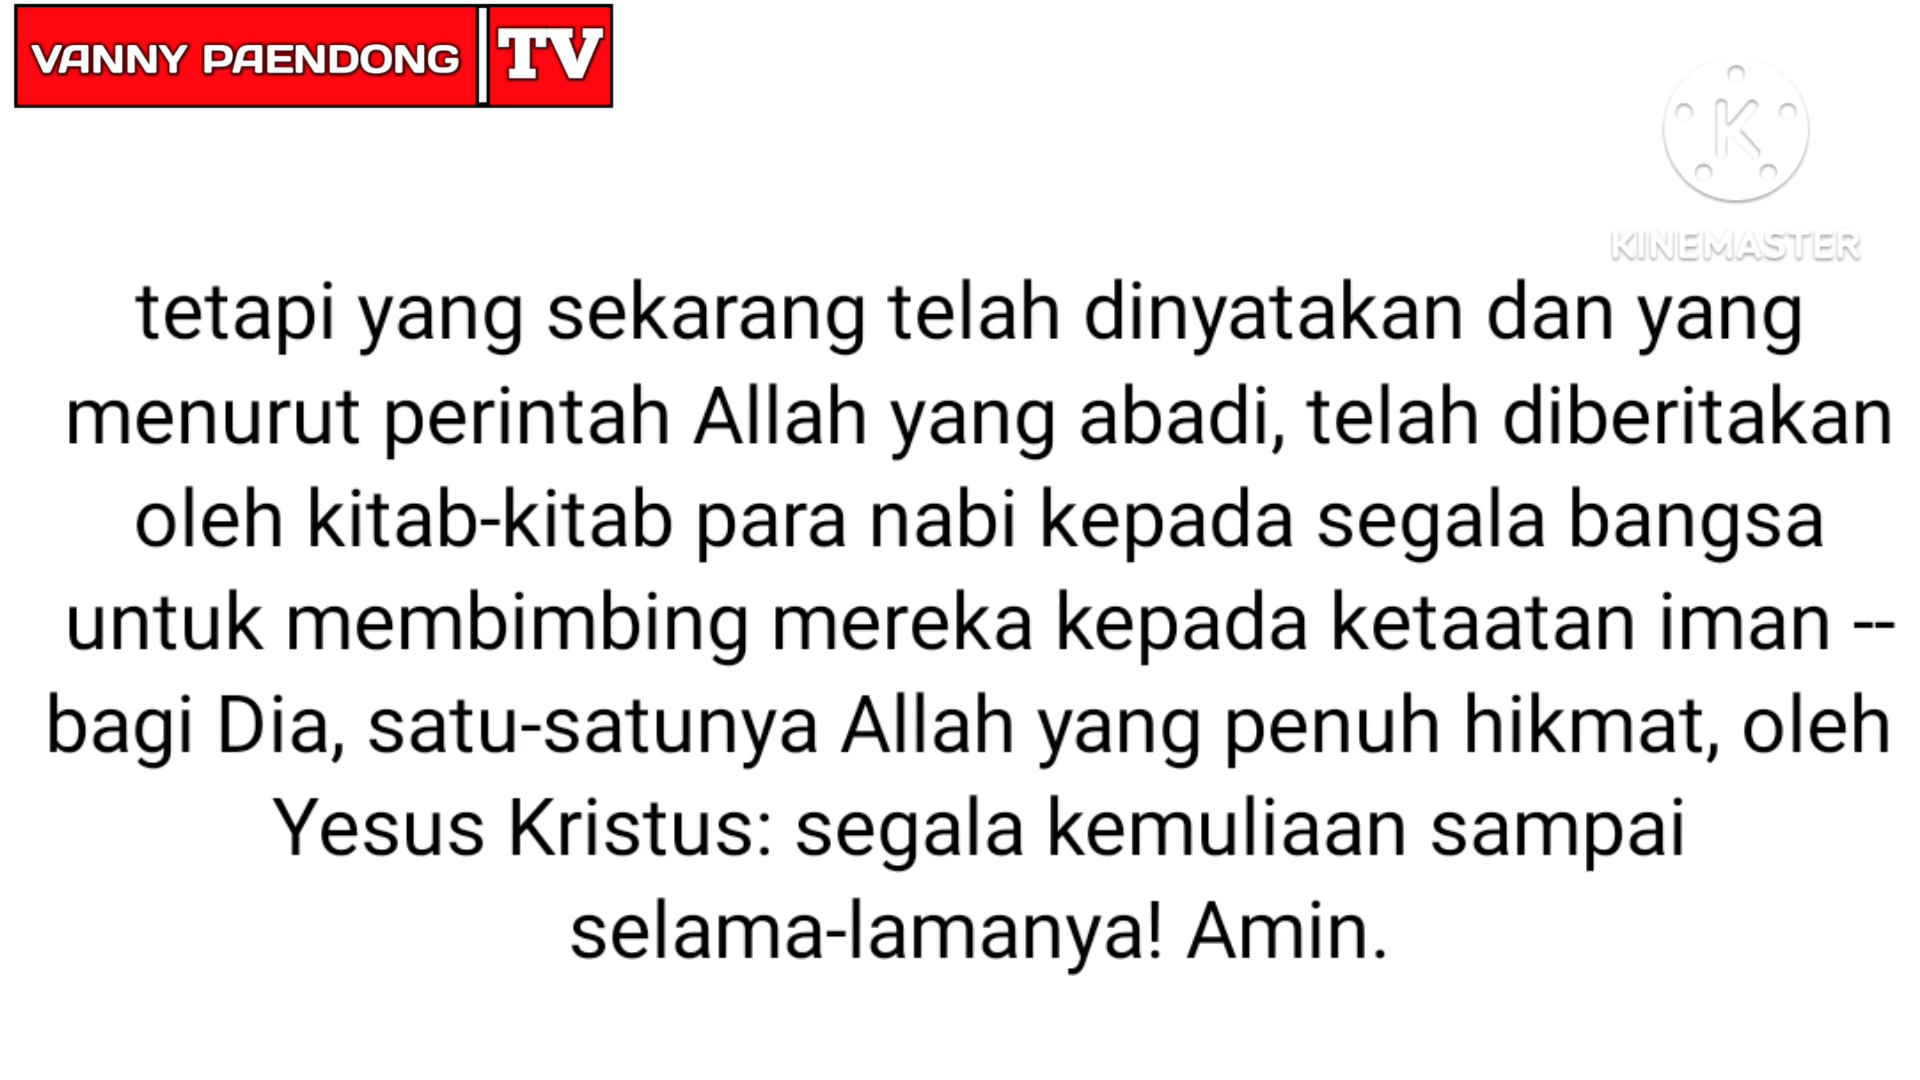 VANNY PAENDONG TV
KINEMASTER
tetapi yang sekarang telah dinyatakan dan yang
menurut perintah Allah yang abadi, telah diberitakan
oleh kitab-kitab para nabi kepada segala bangsa
untuk membimbing mereka kepada ketaatan iman --
bagi Dia, satu-satunya Allah yang penuh hikmat, oleh
Yesus Kristus: segala kemuliaan sampai
selama-lamanya! Amin.